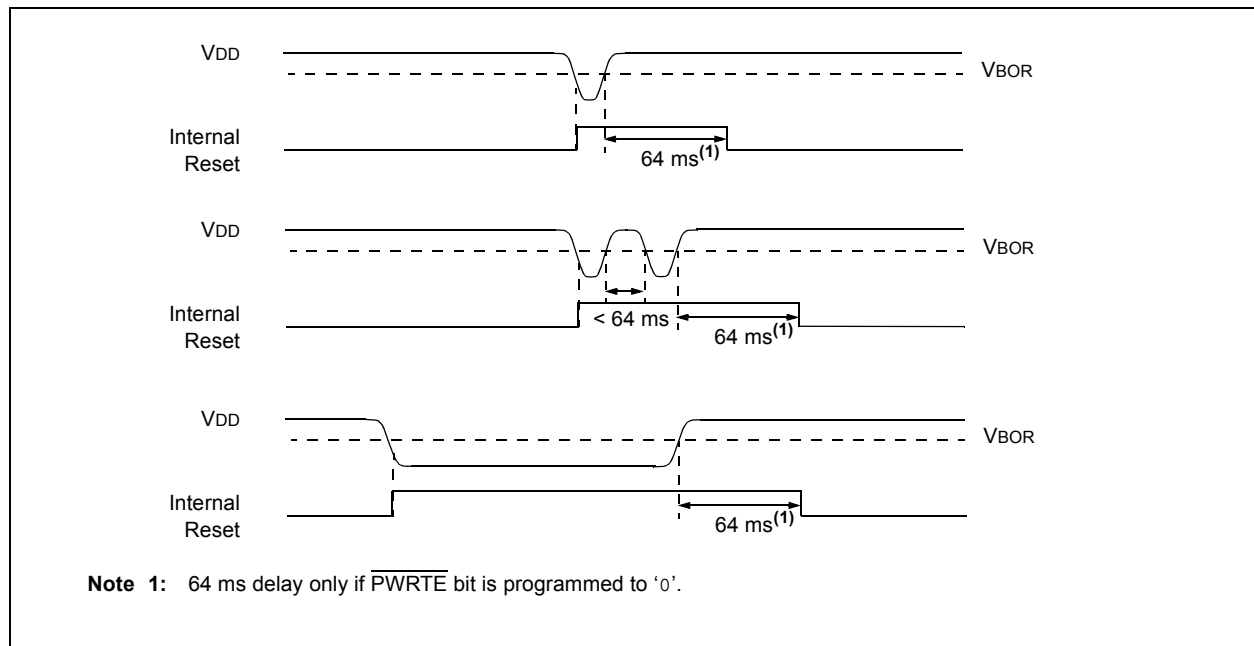 VDD
VBOR
Internal
Reset
64 ms(1)
VDD
VBOR
Internal
Reset
< 64 ms
64 ms(1)
VDD
VBOR
Internal
Reset
64 ms(1)
Note 1: 64 ms delay only if PWRTE bit is programmed to ‘0’.